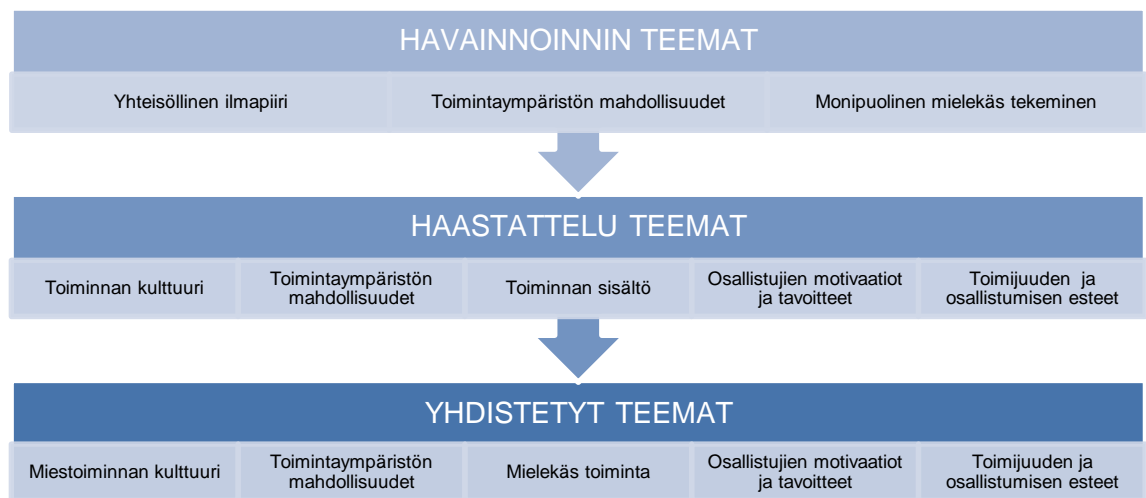 HAVAINNOINNIN TEEMAT
Yhteisöllinen ilmapiiri
Toimintaympäristön mahdollisuudet
Monipuolinen mielekäs tekeminen
HAASTATTELU TEEMAT
Toiminnan kulttuuri
Toimintaympäristön
mahdollisuudet
Toiminnan sisältö
Osallistujien motivaatiot
ja tavoitteet
Toimijuuden ja
osallistumisen esteet
YHDISTETYT TEEMAT
Miestoiminnan kulttuuri
Toimintaympäristön
mahdollisuudet
Mielekäs toiminta
Osallistujien motivaatiot
ja tavoitteet
Toimijuuden ja
osallistumisen esteet